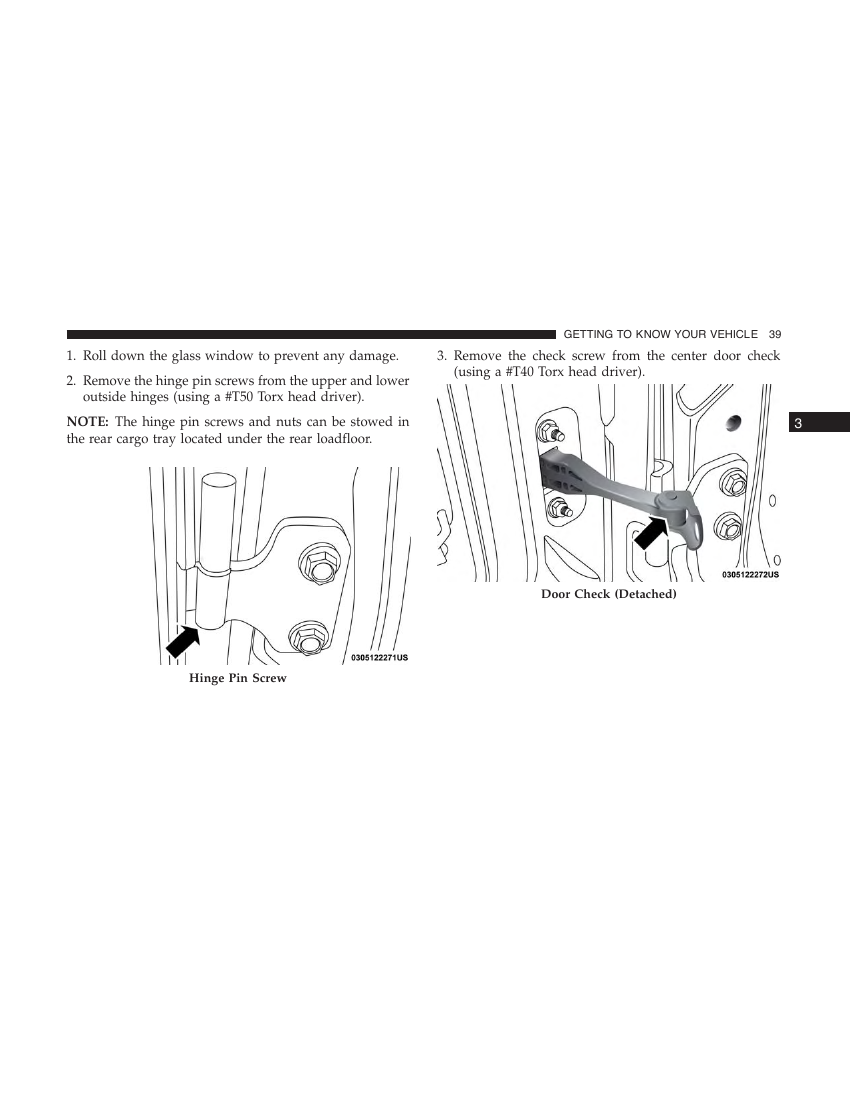 GETTING TO KNOW YOUR VEHICLE 39
1. Roll down the glass window to prevent any damage.
2. Remove the hinge pin screws from the upper and lower
outside hinges (using a #T50 Torx head driver).
NOTE: The hinge pin screws and nuts can be stowed in
the rear cargo tray located under the rear loadfloor.
0305122271US
Hinge Pin Screw
3. Remove the check screw from the center door check
(using a #T40 Torx head driver).
0305122272US
Door Check (Detached)
3